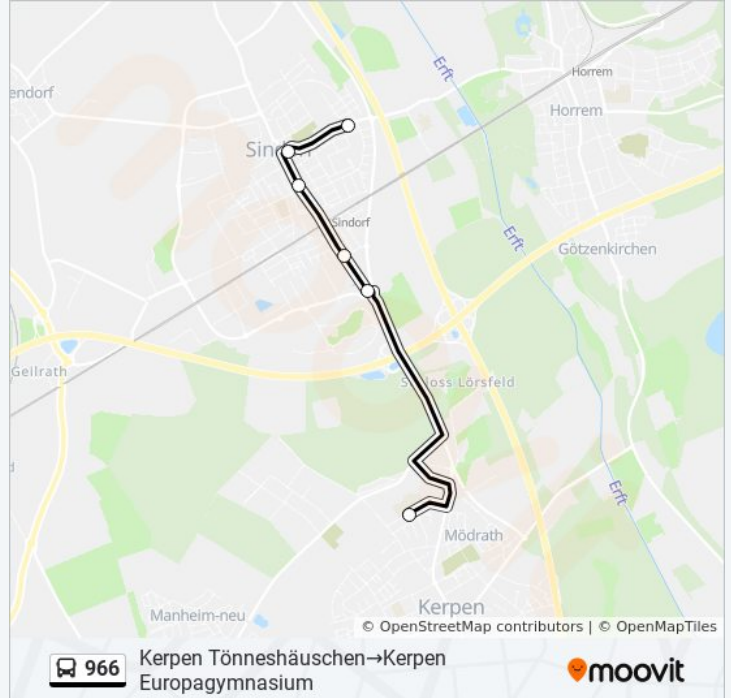 Erft
Horrem
endorf
Horrem
Sindorf
Erft
Götzenkirchen
Geilrath
Schloss Lörsfeld
Erft
Mödrath
Kerpen
Manheim-neu
© OpenStreetMap contributors | © OpenMapTiles
966
Kerpen Tönneshäuschen→Kerpen
Europagymnasium
moovit